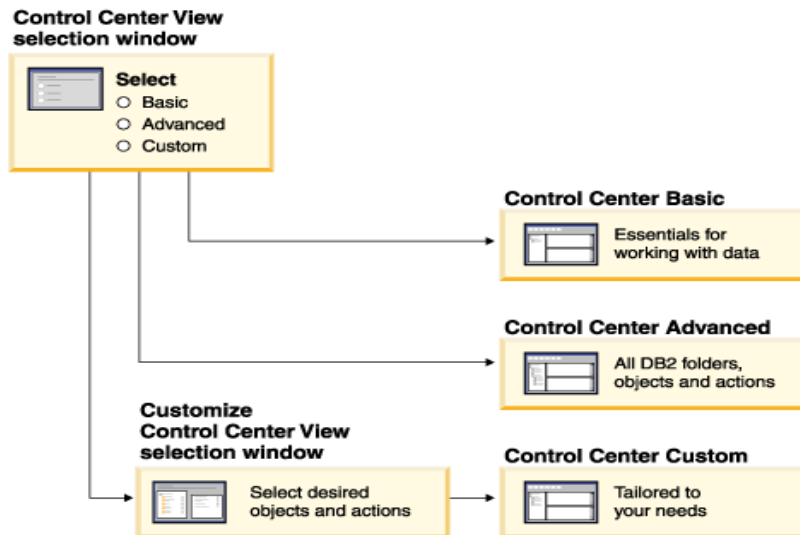 Control Center View
selection window
Select
Basic
Advanced
Custom
Control Center Basic
Essentials for
working with data
Control Center Advanced
All DB2 folders,
objects and actions
Customize
Control Center View
selection window
Select desired
objects and actions
Control Center Custom
Tailored to
your needs